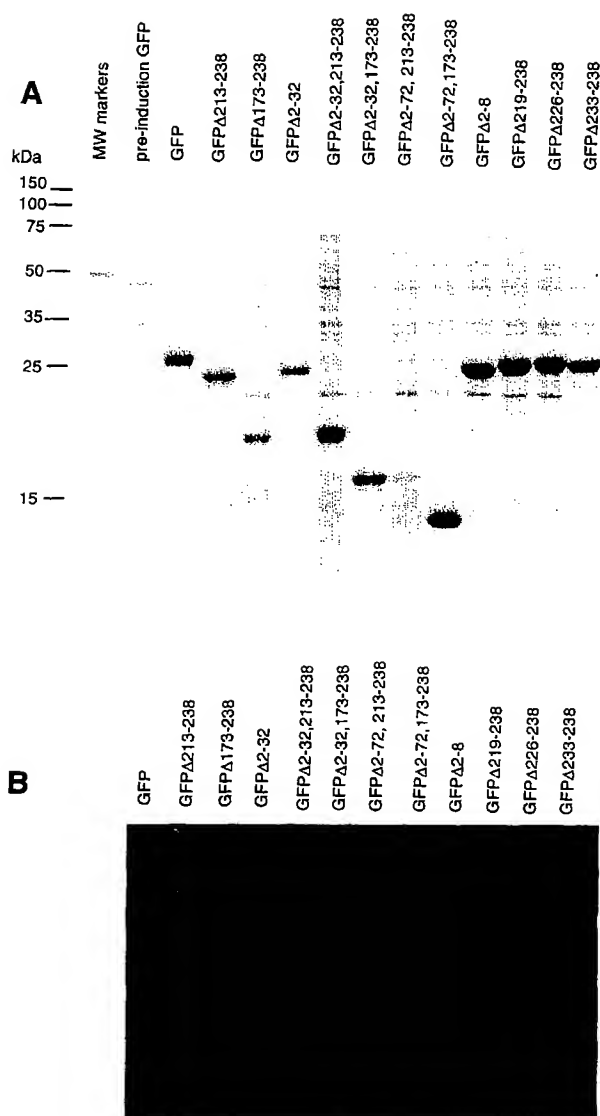 A
MW markers
pre-induction GFP
GFP
GFPΔ213-238
GFPΔ173-238
GFPΔ2-32
GFPΔ2-32,213-238
GFPΔ2-32,173-238
GFPΔ2-72, 213-238
GFPΔ2-72,173-238
GFPΔ2-8
GFPΔ219-238
GFPΔ226-238
GFPΔ233-238
kDa
150
100
75
50
35
25
15
B
GFP
GFPΔ213-238
GFPΔ173-238
GFPΔ2-32
GFPΔ2-32,213-238
GFPΔ2-32,173-238
GFPΔ2-72, 213-238
GFPΔ2-72,173-238
GFPΔ2-8
GFPΔ219-238
GFPΔ226-238
GFPΔ233-238